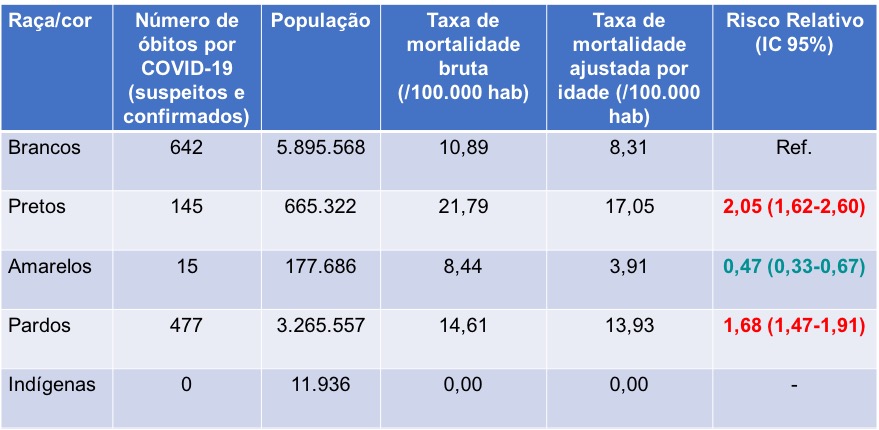 Raça/cor
Número de
óbitos por
COVID-19
(suspeitos e
confirmados)
População
Taxa de
mortalidade
bruta
(/100.000 hab)
Taxa de
mortalidade
ajustada por
idade (/100.000
hab)
Risco Relativo
(IC 95%)
Brancos 642 5.895.568 10,89 8,31 Ref.
Pretos 145 665.322 21,79 17,05 2,05 (1,62-2,60)
Amarelos 15 177.686 8,44 3,91 0,47 (0,33-0,67)
Pardos 477 3.265.557 14,61 13,93 1,68 (1,47-1,91)
Indígenas 0 11.936 0,00 0,00 -